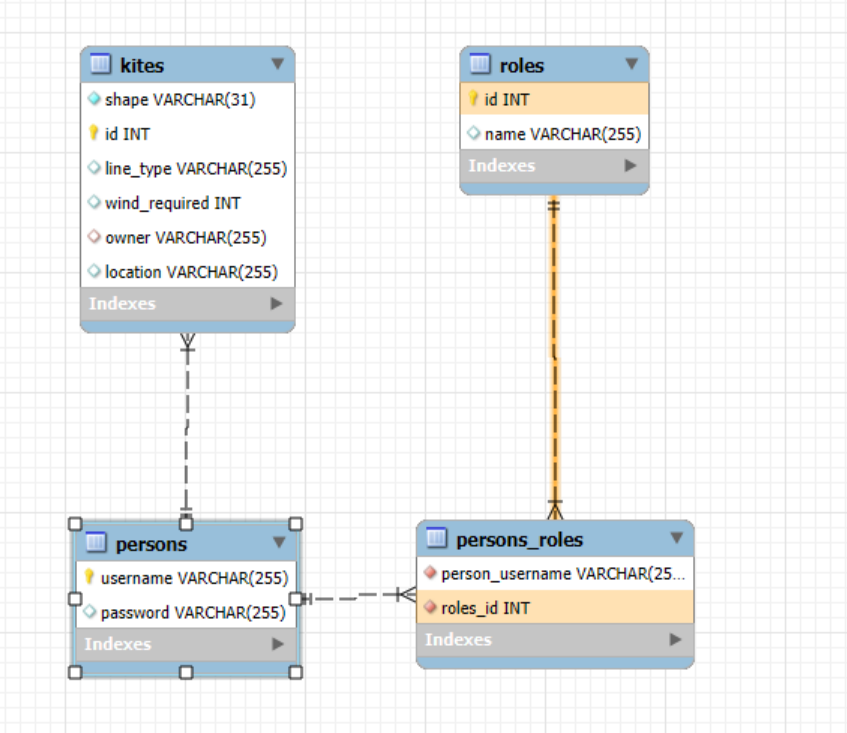 kites
shape VARCHAR(31)
id INT
line_type VARCHAR(255)
wind_required INT
owner VARCHAR(255)
location VARCHAR(255)
Indexes
roles
id INT
name VARCHAR(255)
Indexes
persons
username VARCHAR(255)
password VARCHAR(255)
Indexes
persons_roles
person_username VARCHAR(25...
roles_id INT
Indexes